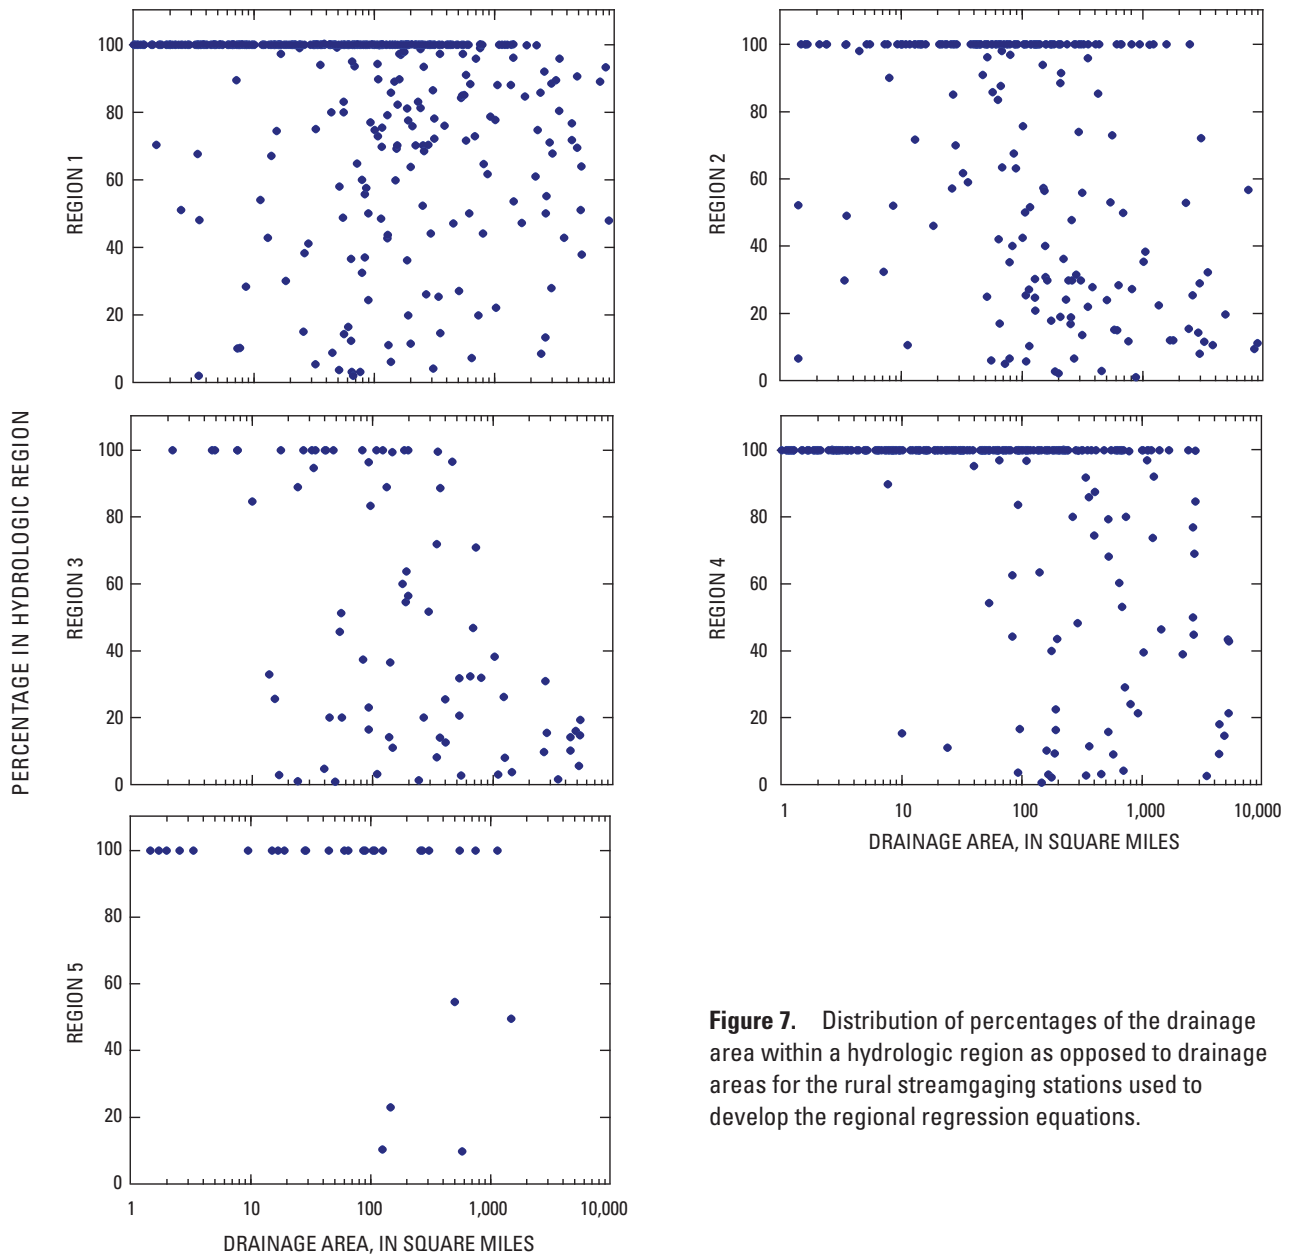 PERCENTAGE IN HYDROLOGIC REGION
REGION 1
100
80
60
40
20
0
REGION 2
100
80
60
40
20
0
REGION 3
100
80
60
40
20
0
REGION 4
100
80
60
40
20
0
1 10 100 1,000 10,000
DRAINAGE AREA, IN SQUARE MILES
REGION 5
100
80
60
40
20
0
1 10 100 1,000 10,000
DRAINAGE AREA, IN SQUARE MILES
Figure 7. Distribution of percentages of the drainage
area within a hydrologic region as opposed to drainage
areas for the rural streamgaging stations used to
develop the regional regression equations.